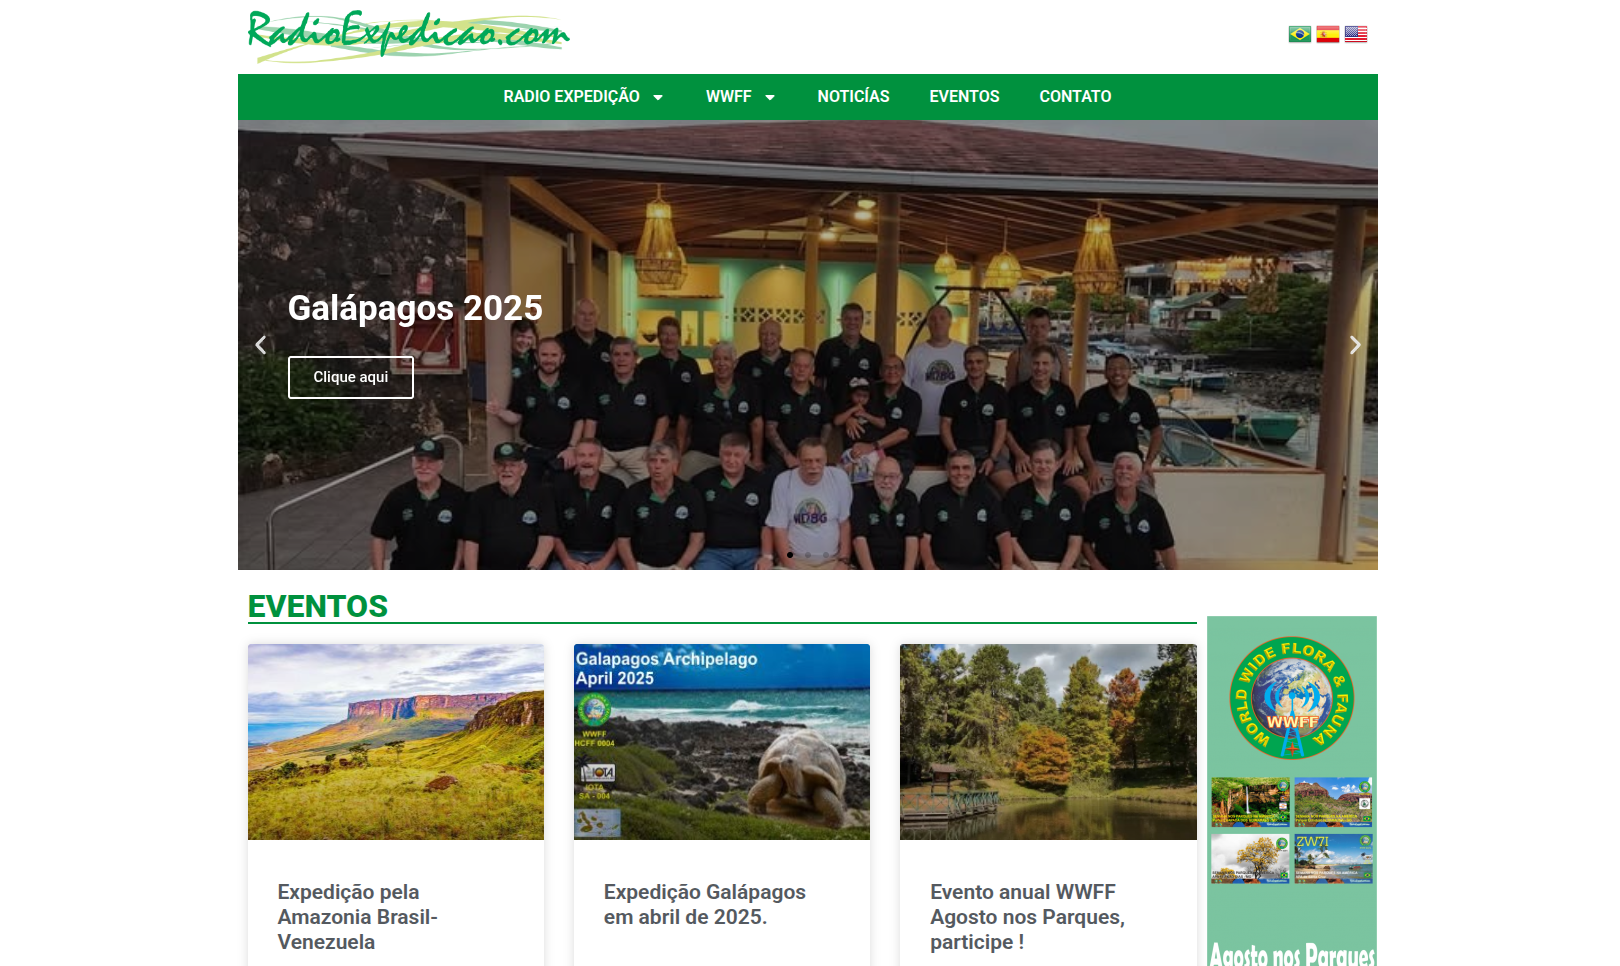 RadioExpedicao.com
RADIO EXPEDIÇÃO
WWFF
NOTICÍAS
EVENTOS
CONTATO
Galápagos 2025
Clique aqui
EVENTOS
Galapagos Archipelago
April 2025
WWFF
HCFF 0004
IOTA
IOTA
SA - 004
WORLD WIDE FLORA & FAUNA
WWFF
ZW7I
Expedição pela
Amazonia Brasil-
Venezuela
Expedição Galápagos
em abril de 2025.
Evento anual WWFF
Agosto nos Parques,
participe !
Agosto nos Parques